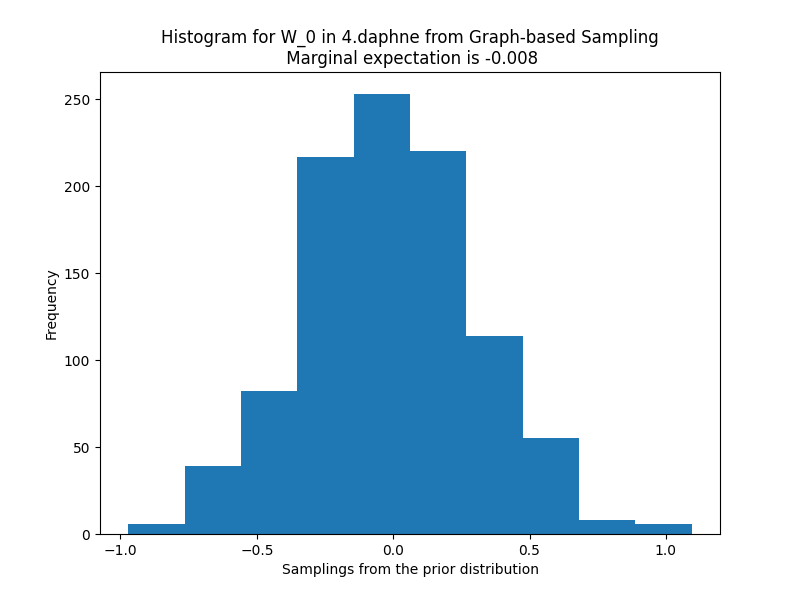 Histogram for W_0 in 4.daphne from Graph-based Sampling
Marginal expectation is -0.008
250
200
150
100
50
0
Frequency
−1.0
−0.5
0.0
0.5
1.0
Samplings from the prior distribution